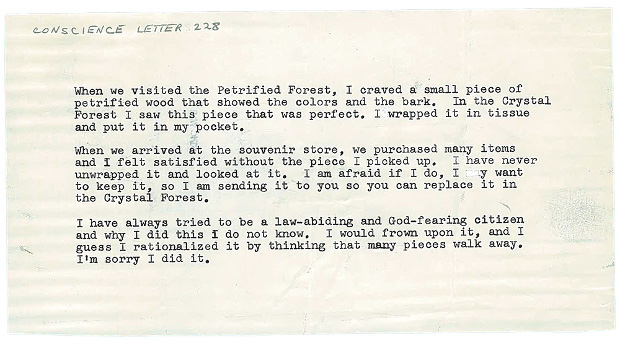 CONSCIENCE LETTER 228
When we visited the Petrified Forest, I craved a small piece of
petrified wood that showed the colors and the bark. In the Crystal
Forest I saw this piece that was perfect. I wrapped it in tissue
and put it in my pocket.
When we arrived at the souvenir store, we purchased many items
and I felt satisfied without the piece I picked up. I have never
unwrapped it and looked at it. I am afraid if I do, I y want
to keep it, so I am sending it to you so you can replace it in
the Crystal Forest.
I have always tried to be a law-abiding and God-fearing citizen
and why I did this I do not know. I would frown upon it, and I
guess I rationalized it by thinking that many pieces walk away.
I'm sorry I did it.